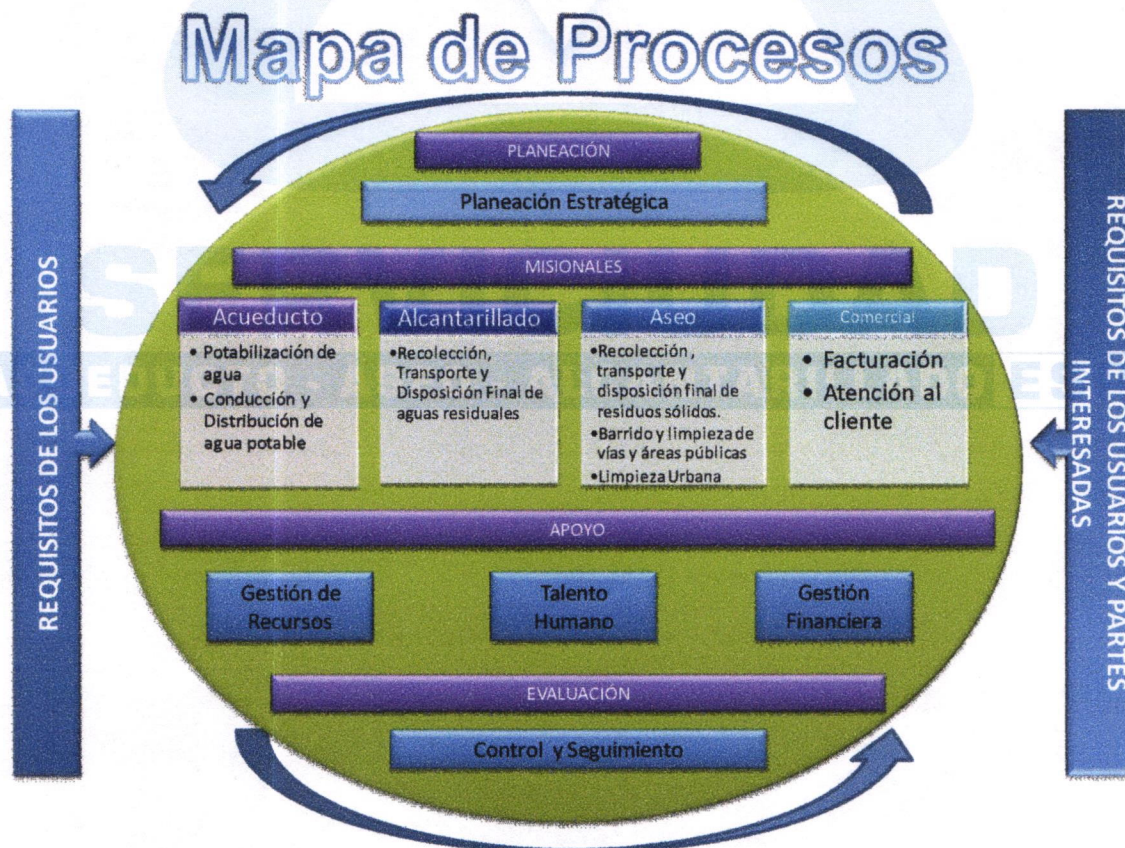 Mapa de Procesos
REQUISITOS DE LOS USUARIOS
PLANEACIÓN
Planeación Estratégica
MISIONALES
Acueducto
• Potabilización de
agua
• Conducción y
Distribución de
agua potable
Alcantarillado
•Recolección,
Transporte y
Disposición Final de
aguas residuales
Aseo
•Recolección,
transporte y
disposición final de
residuos sólidos.
•Barrido y limpieza de
vías y áreas públicas
•Limpieza Urbana
Comercial
• Facturación
• Atención al
cliente
APOYO
Gestión de
Recursos
Talento
Humano
Gestión
Financiera
EVALUACIÓN
Control y Seguimiento
REQUISITOS DE LOS USUARIOS Y PARTES
INTERESADAS